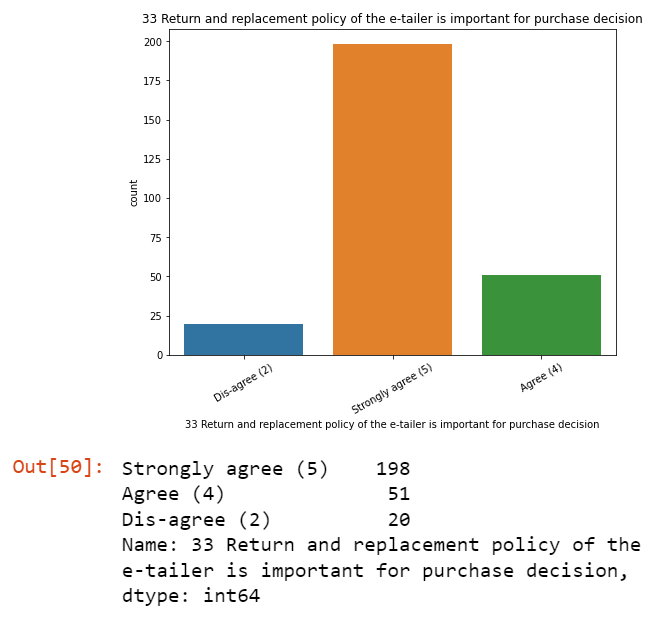 33 Return and replacement policy of the e-tailer is important for purchase decision
200
175
150
125
100
75
50
25
0
count
Dis-agree (2)
Strongly agree (5)
Agree (4)
33 Return and replacement policy of the e-tailer is important for purchase decision
Out[50]: Strongly agree (5) 198
Agree (4) 51
Dis-agree (2) 20
Name: 33 Return and replacement policy of the
e-tailer is important for purchase decision,
dtype: int64